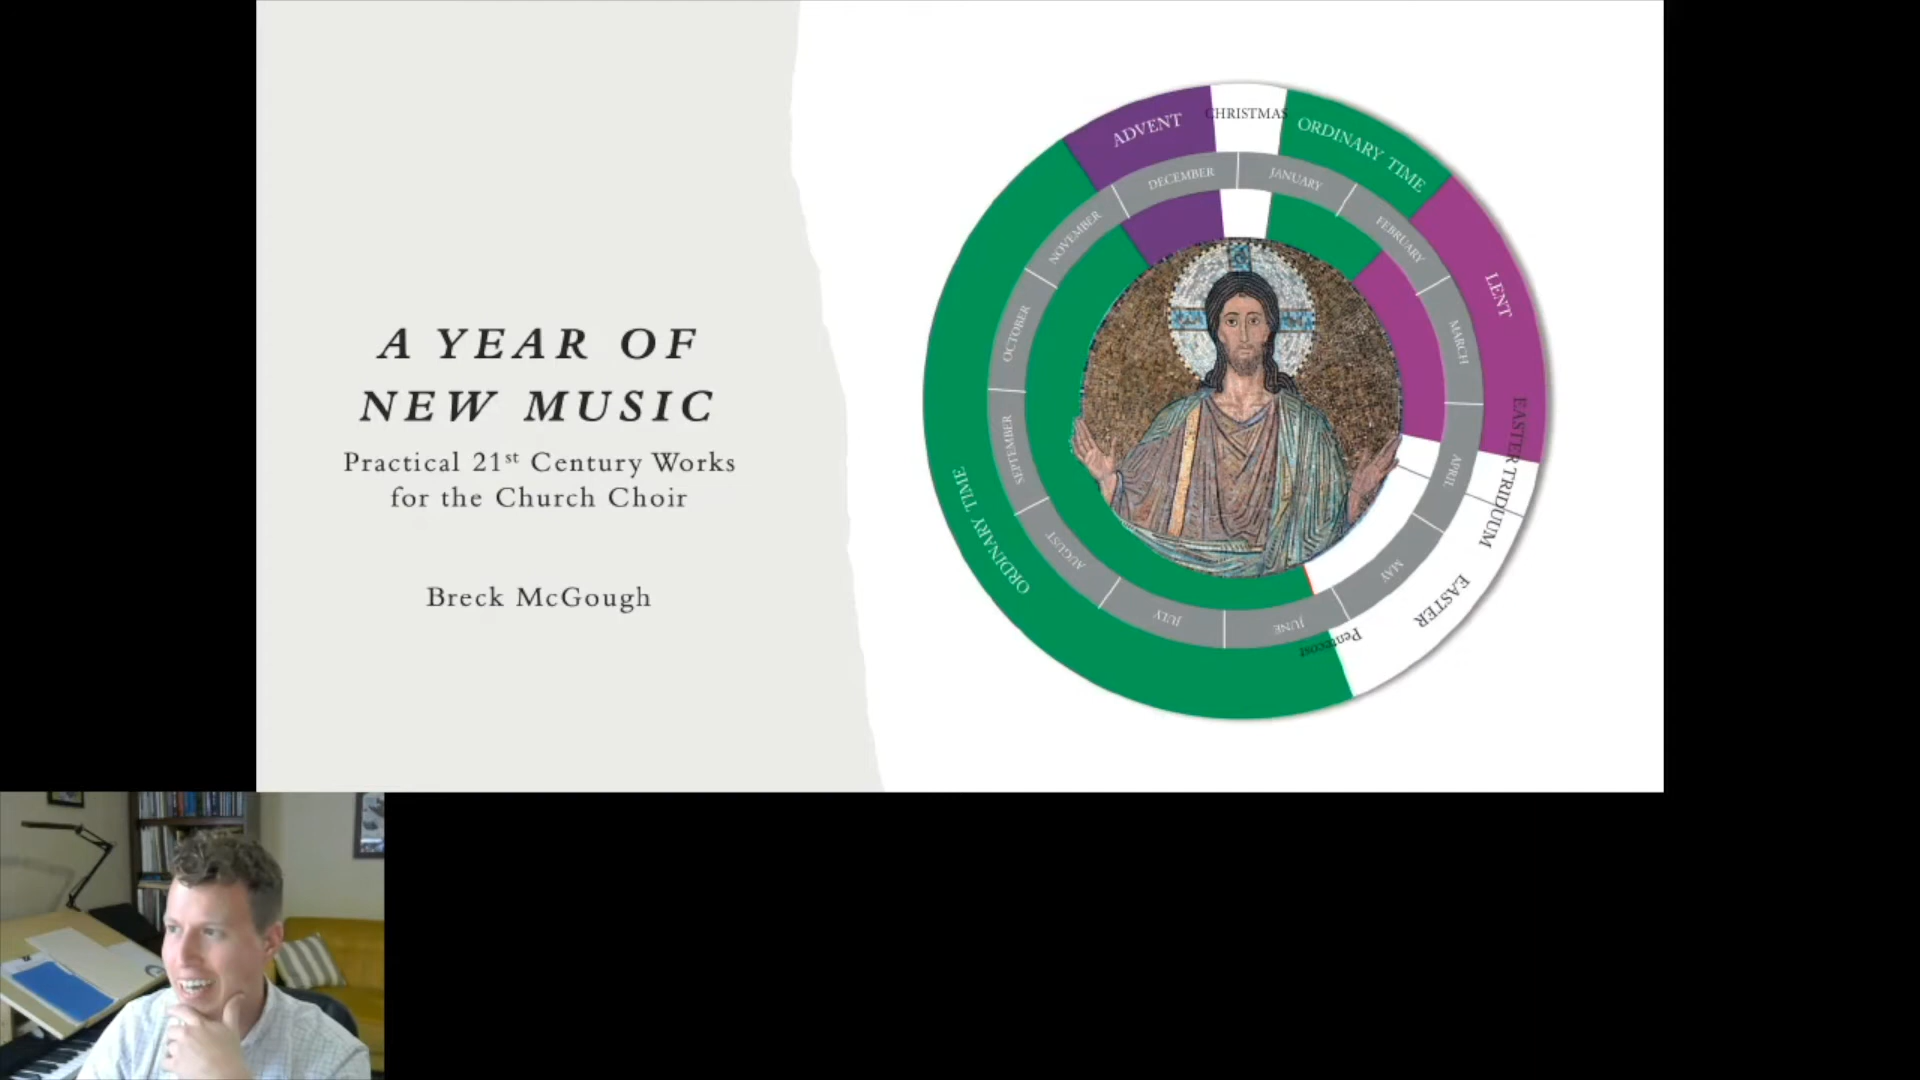 A YEAR OF
NEW MUSIC
Practical 21st Century Works
for the Church Choir
Breck McGough
ADVENT
CHRISTMAS
ORDINARY TIME
LENT
EASTER TRIDUUM
EASTER
Pentecost
ORDINARY TIME
DECEMBER
JANUARY
FEBRUARY
MARCH
APRIL
MAY
JUNE
JULY
AUGUST
SEPTEMBER
OCTOBER
NOVEMBER